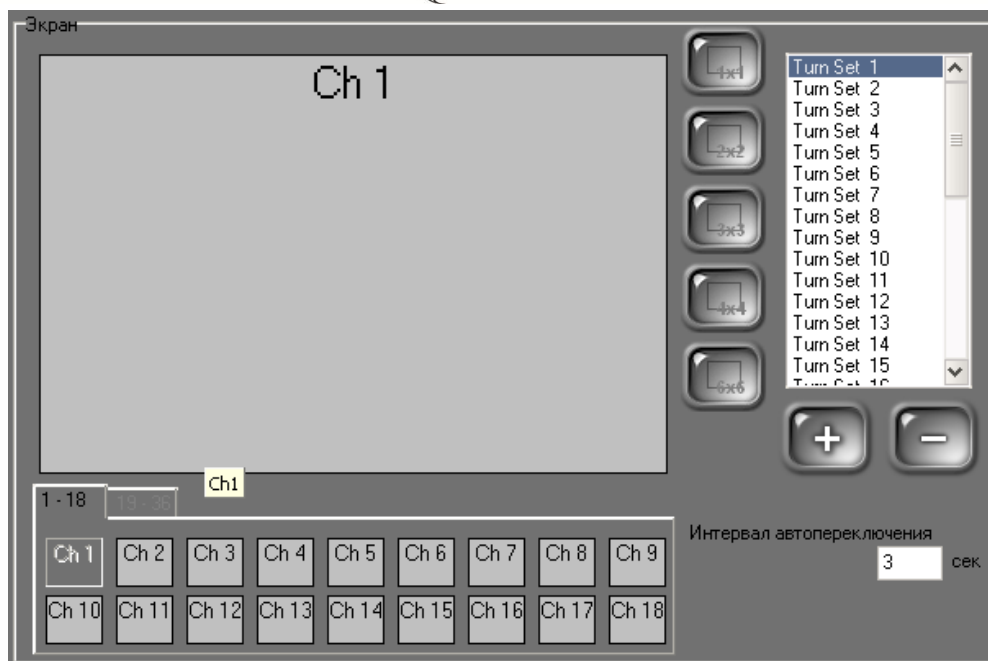 Экран
Ch 1
1x1
2x2
3x3
4x4
6x6
Turn Set 1
Turn Set 2
Turn Set 3
Turn Set 4
Turn Set 5
Turn Set 6
Turn Set 7
Turn Set 8
Turn Set 9
Turn Set 10
Turn Set 11
Turn Set 12
Turn Set 13
Turn Set 14
Turn Set 15
Turn Set 16
+ −
Ch1
1 - 18 19 - 36
Ch 1 Ch 2 Ch 3 Ch 4 Ch 5 Ch 6 Ch 7 Ch 8 Ch 9
Ch 10 Ch 11 Ch 12 Ch 13 Ch 14 Ch 15 Ch 16 Ch 17 Ch 18
Интервал автопереключения
3 сек